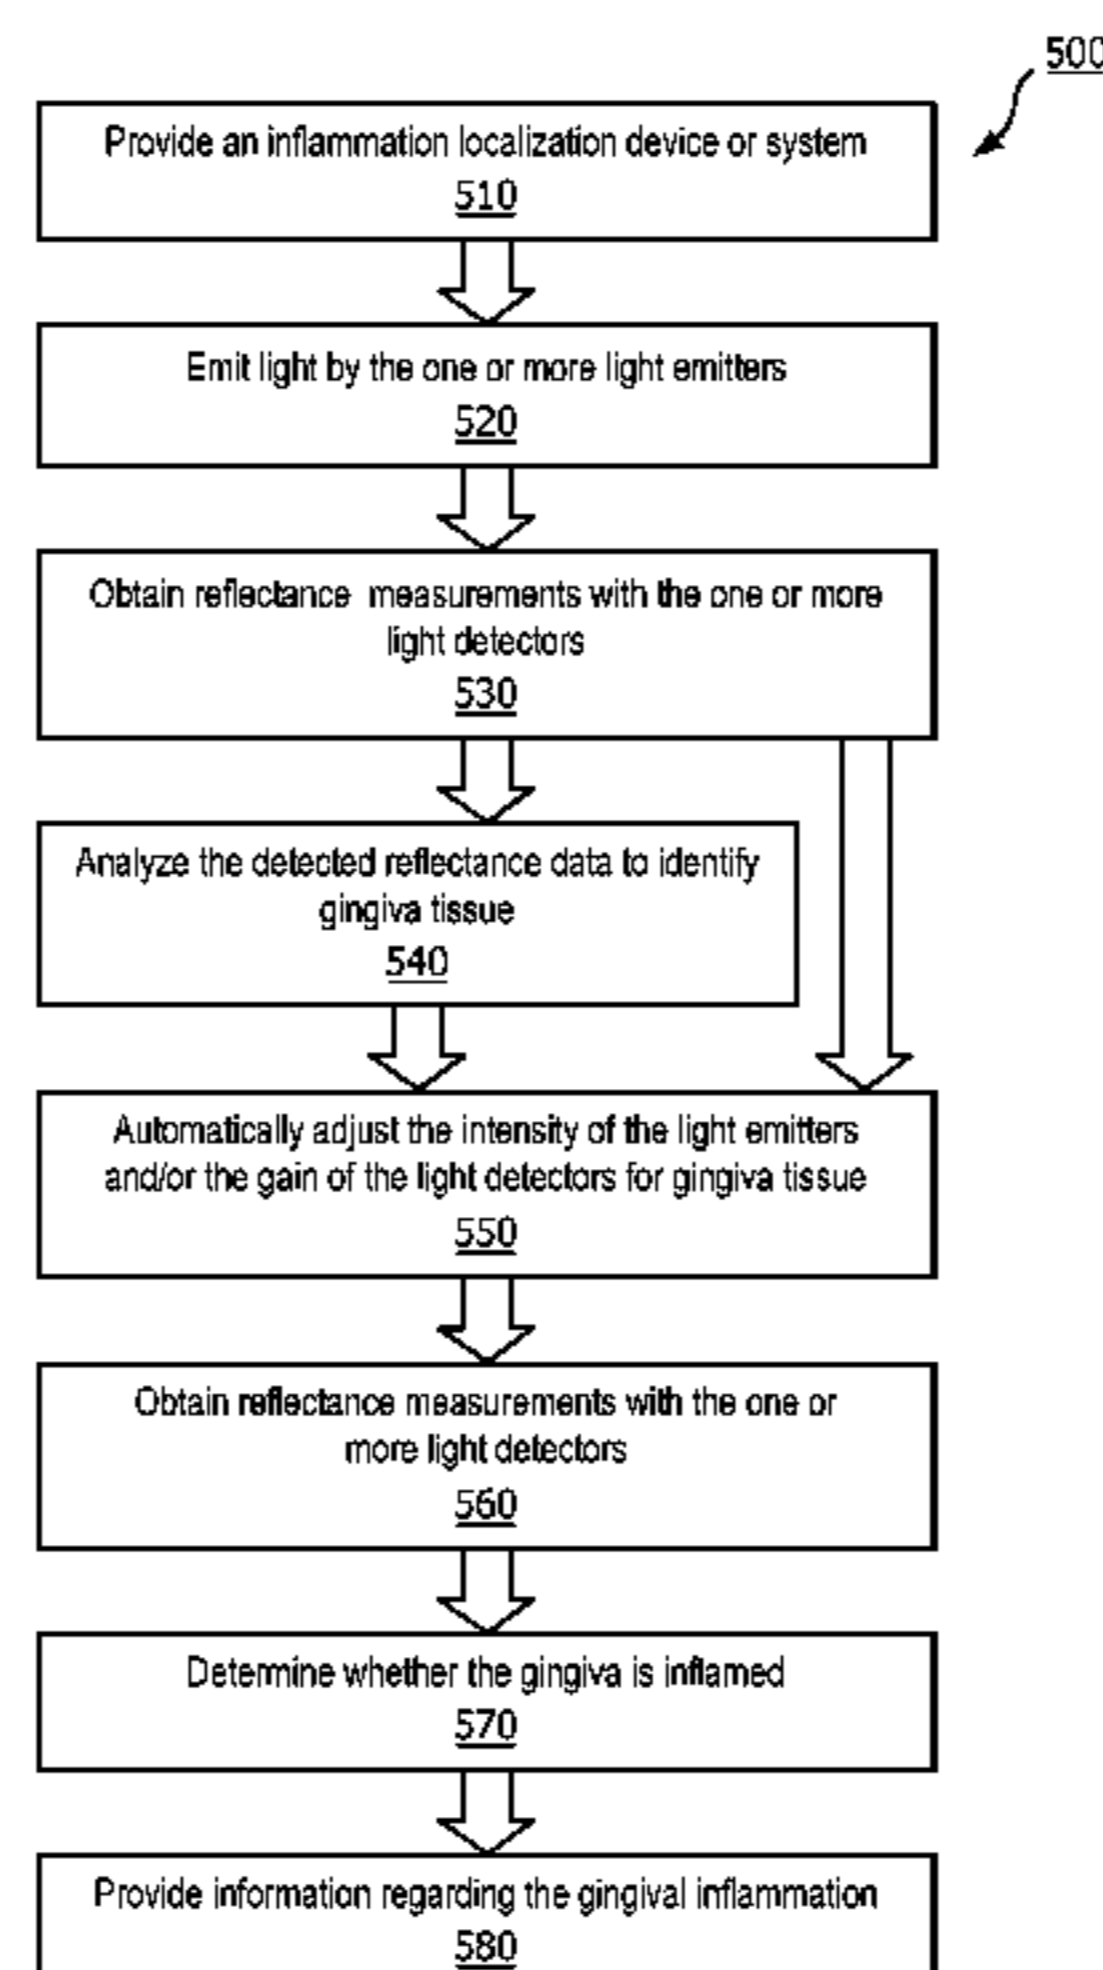 500
Provide an inflammation localization device or system
510
Emit light by the one or more light emitters
520
Obtain reflectance measurements with the one or more
light detectors
530
Analyze the detected reflectance data to identify
gingiva tissue
540
Automatically adjust the intensity of the light emitters
and/or the gain of the light detectors for gingiva tissue
550
Obtain reflectance measurements with the one or
more light detectors
560
Determine whether the gingiva is inflamed
570
Provide information regarding the gingival inflammation
580